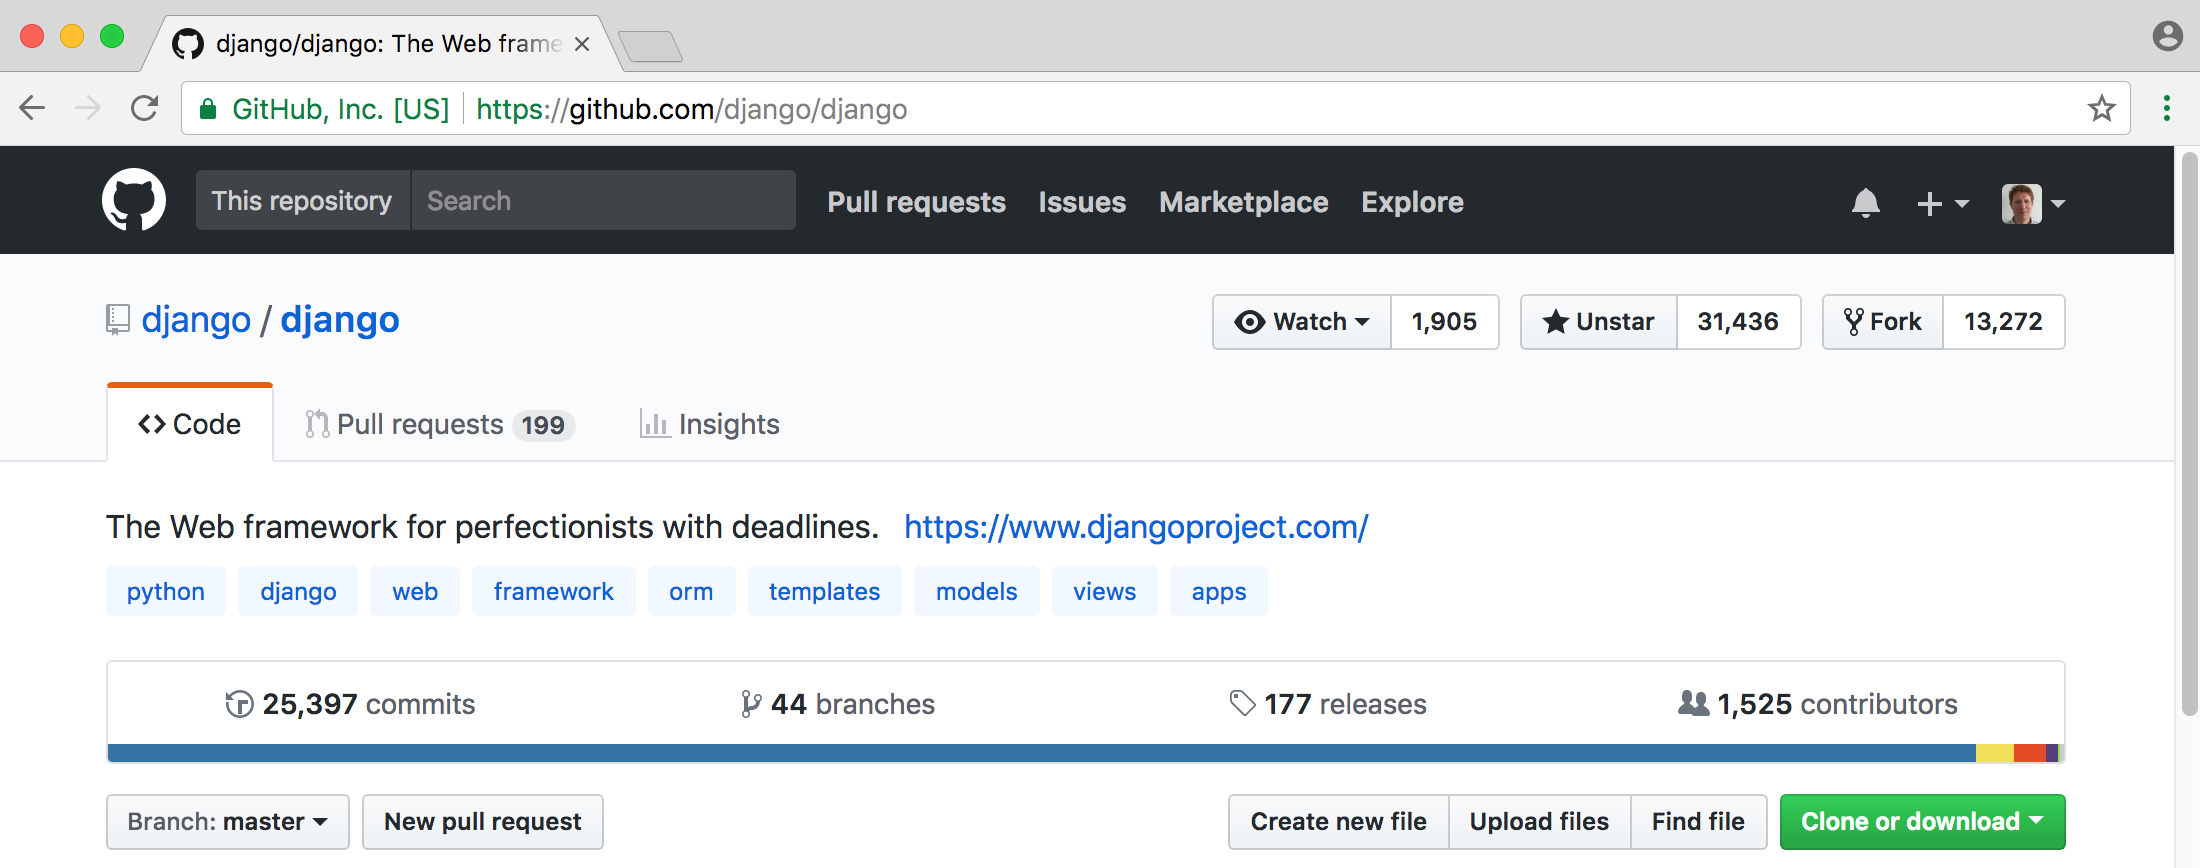 django/django: The Web frame
GitHub, Inc. [US] https://github.com/django/django
This repository Search Pull requests Issues Marketplace Explore
django / django Watch 1,905 Unstar 31,436 Fork 13,272
Code Pull requests 199 Insights
The Web framework for perfectionists with deadlines. https://www.djangoproject.com/
python django web framework orm templates models views apps
25,397 commits 44 branches 177 releases 1,525 contributors
Branch: master New pull request Create new file Upload files Find file Clone or download